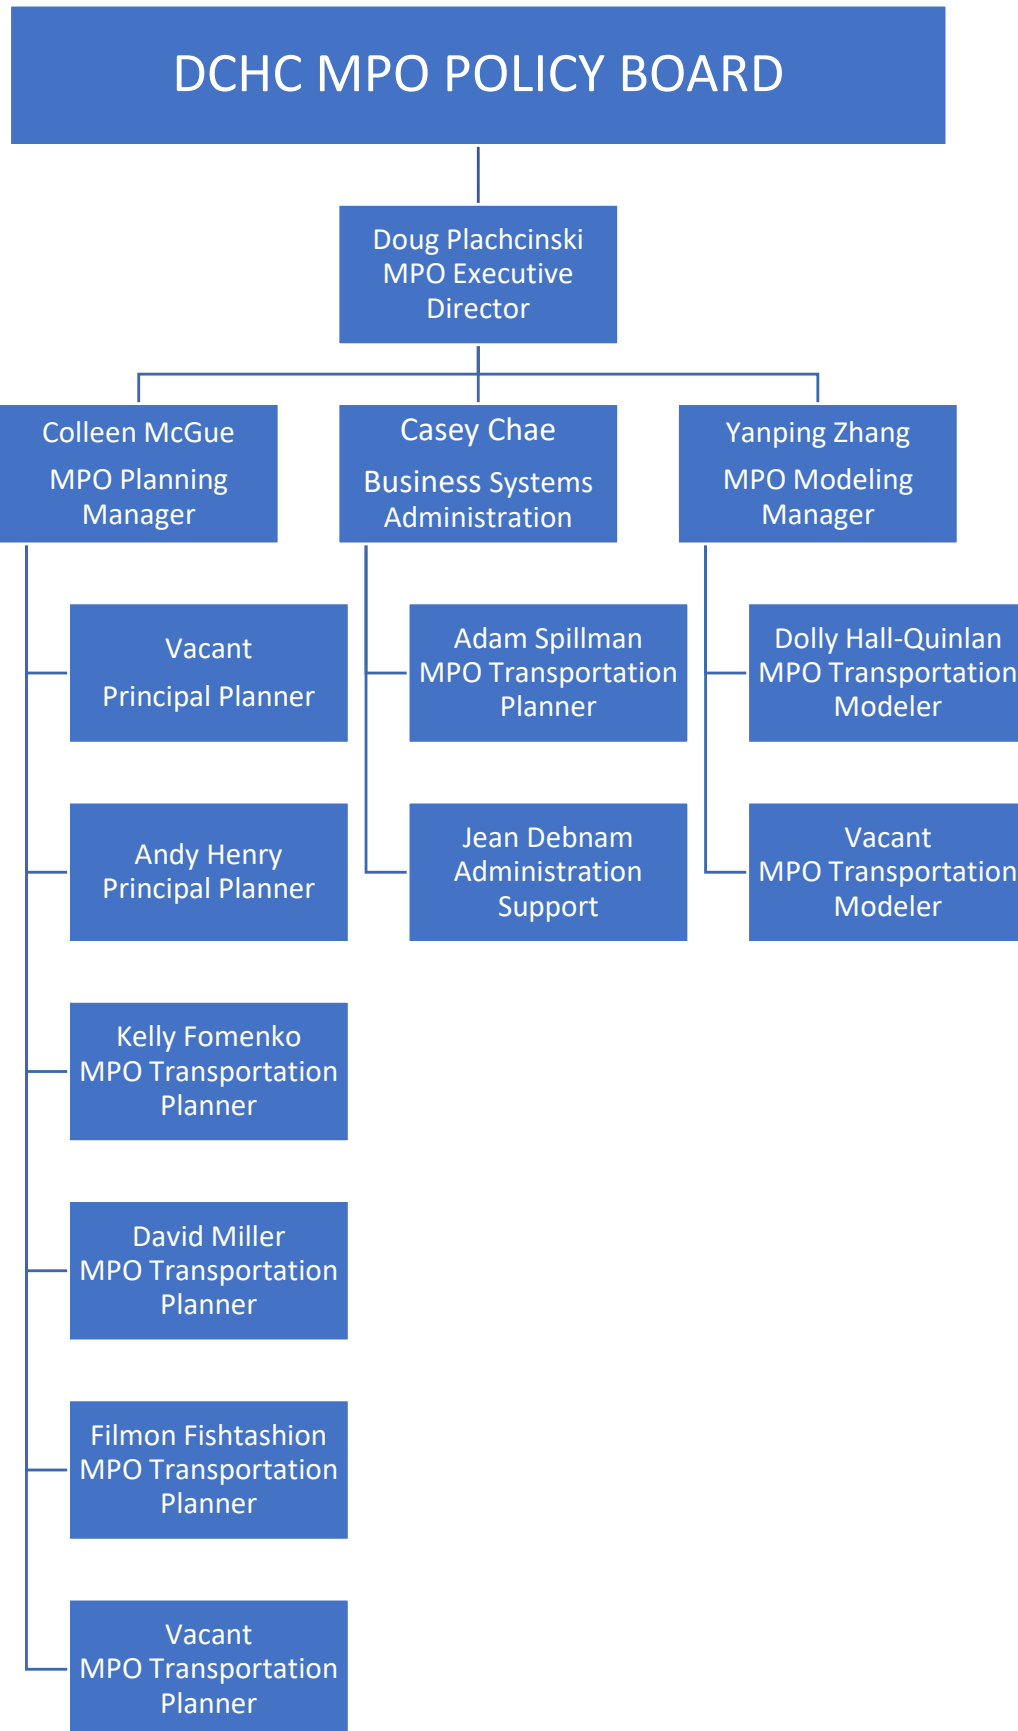 DCHC MPO POLICY BOARD
Doug Plachcinski
MPO Executive
Director
Colleen McGue
MPO Planning
Manager
Casey Chae
Business Systems
Administration
Yanping Zhang
MPO Modeling
Manager
Vacant
Principal Planner
Adam Spillman
MPO Transportation
Planner
Dolly Hall-Quinlan
MPO Transportation
Modeler
Andy Henry
Principal Planner
Jean Debnam
Administration
Support
Vacant
MPO Transportation
Modeler
Kelly Fomenko
MPO Transportation
Planner
David Miller
MPO Transportation
Planner
Filmon Fishtashion
MPO Transportation
Planner
Vacant
MPO Transportation
Planner